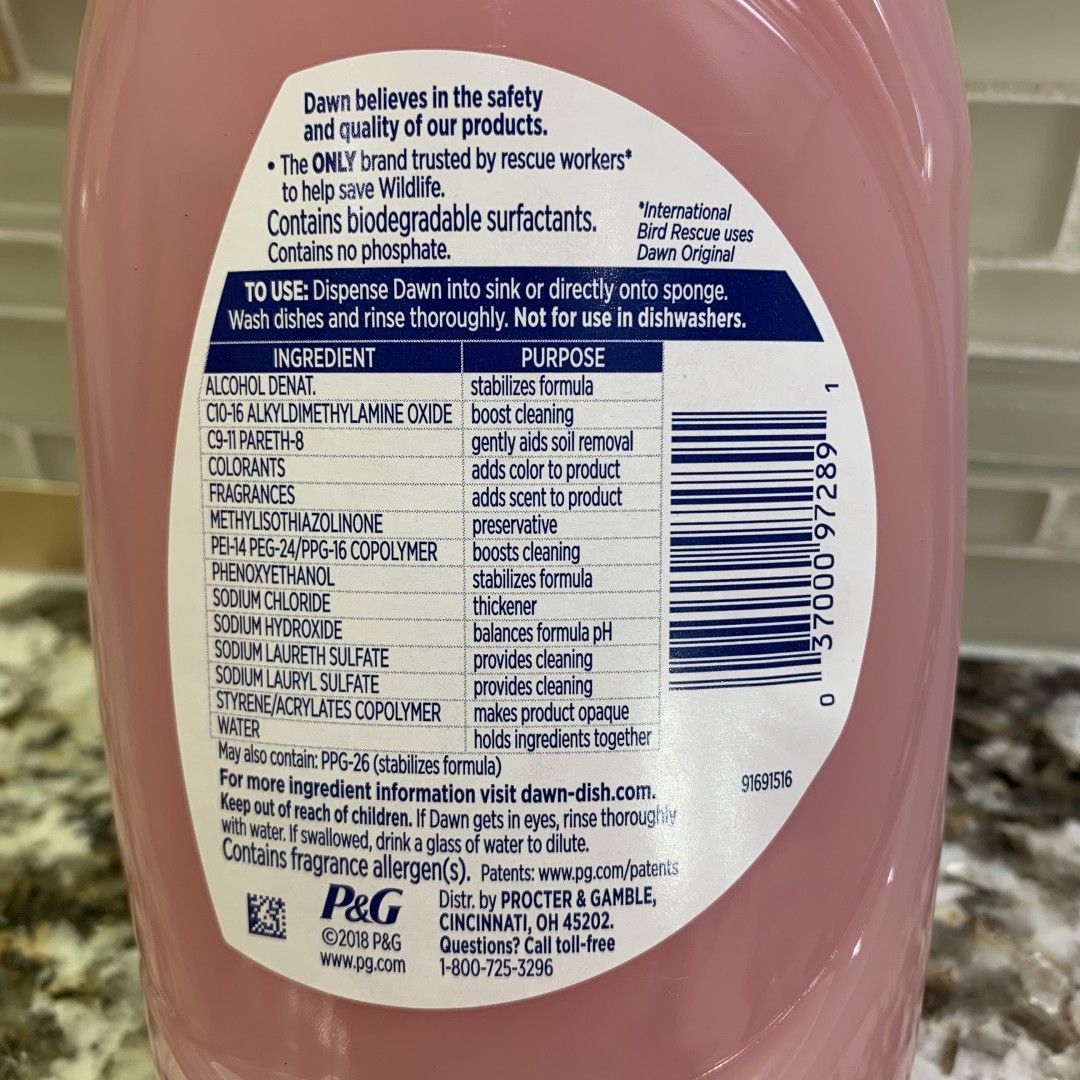 Dawn believes in the safety
and quality of our products.
• The ONLY brand trusted by rescue workers*
to help save Wildlife.
Contains biodegradable surfactants.
Contains no phosphate.
*International
Bird Rescue uses
Dawn Original
TO USE: Dispense Dawn into sink or directly onto sponge.
Wash dishes and rinse thoroughly. Not for use in dishwashers.
INGREDIENT PURPOSE
ALCOHOL DENAT. stabilizes formula
C10-16 ALKYLDIMETHYLAMINE OXIDE boost cleaning
C9-11 PARETH-8 gently aids soil removal
COLORANTS adds color to product
FRAGRANCES adds scent to product
METHYLISOTHIAZOLINONE preservative
PEI-14 PEG-24/PPG-16 COPOLYMER boosts cleaning
PHENOXYETHANOL stabilizes formula
SODIUM CHLORIDE thickener
SODIUM HYDROXIDE balances formula pH
SODIUM LAURETH SULFATE provides cleaning
SODIUM LAURYL SULFATE provides cleaning
STYRENE/ACRYLATES COPOLYMER makes product opaque
WATER holds ingredients together
May also contain: PPG-26 (stabilizes formula)
For more ingredient information visit dawn-dish.com.
Keep out of reach of children. If Dawn gets in eyes, rinse thoroughly
with water. If swallowed, drink a glass of water to dilute.
Contains fragrance allergen(s). Patents: www.pg.com/patents
0 37000 97289 1
91691516
P&G
©2018 P&G
www.pg.com
Distr. by PROCTER & GAMBLE,
CINCINNATI, OH 45202.
Questions? Call toll-free
1-800-725-3296